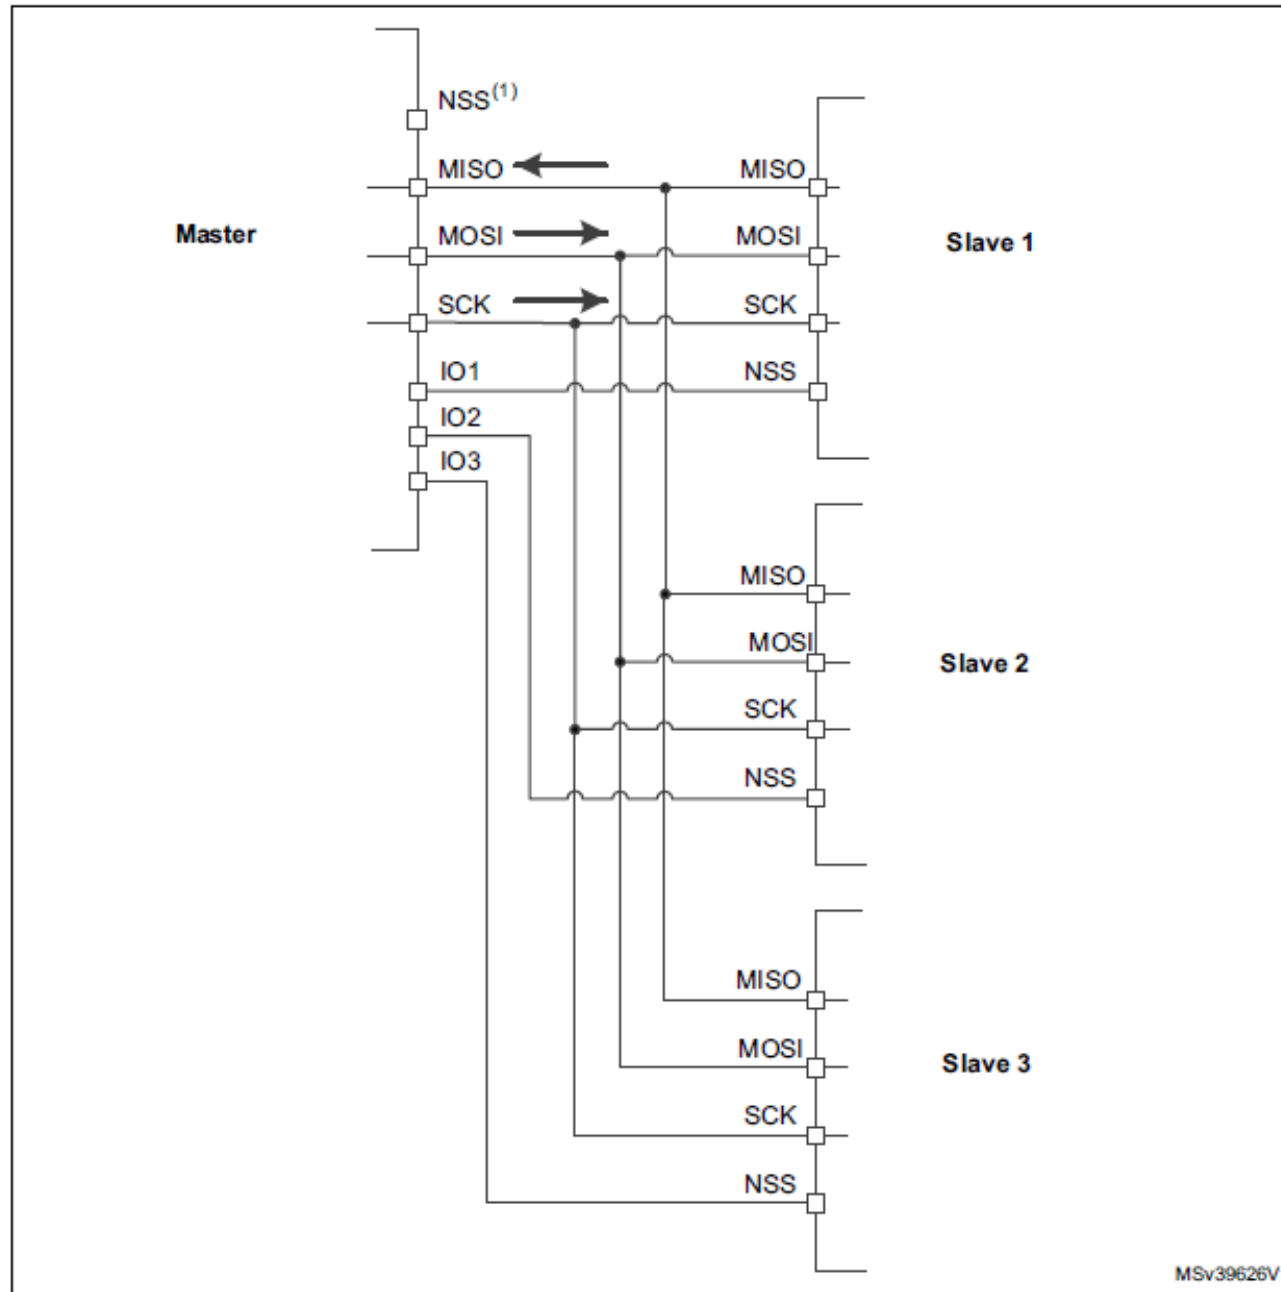 NSS(1)
MISO
MOSI
SCK
IO1
IO2
IO3
Master
MISO
MOSI
SCK
NSS
Slave 1
MISO
MOSI
SCK
NSS
Slave 2
MISO
MOSI
SCK
NSS
Slave 3
MSv39626V